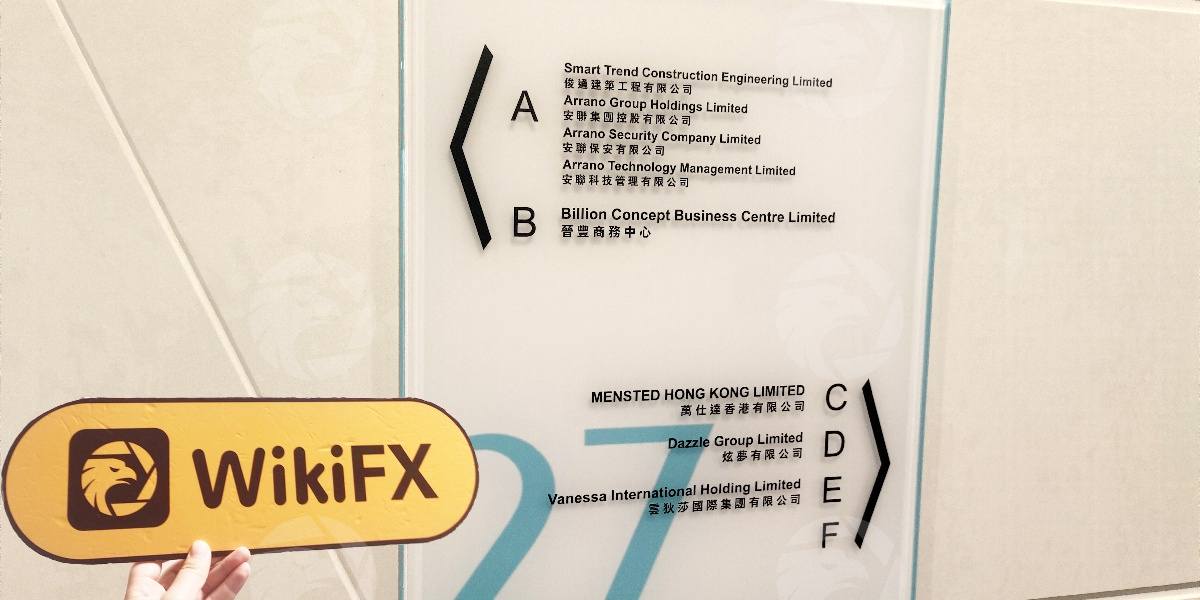 A
Smart Trend Construction Engineering Limited
俊通建築工程有限公司
Arrano Group Holdings Limited
安聯集團控股有限公司
Arrano Security Company Limited
安聯保安有限公司
Arrano Technology Management Limited
安聯科技管理有限公司
B
Billion Concept Business Centre Limited
晉豐商務中心
MENSTED HONG KONG LIMITED
萬仕達香港有限公司
C
Dazzle Group Limited
炫夢有限公司
D
Vanessa International Holding Limited
雲狄莎國際集團有限公司
E
F
27
WikiFX